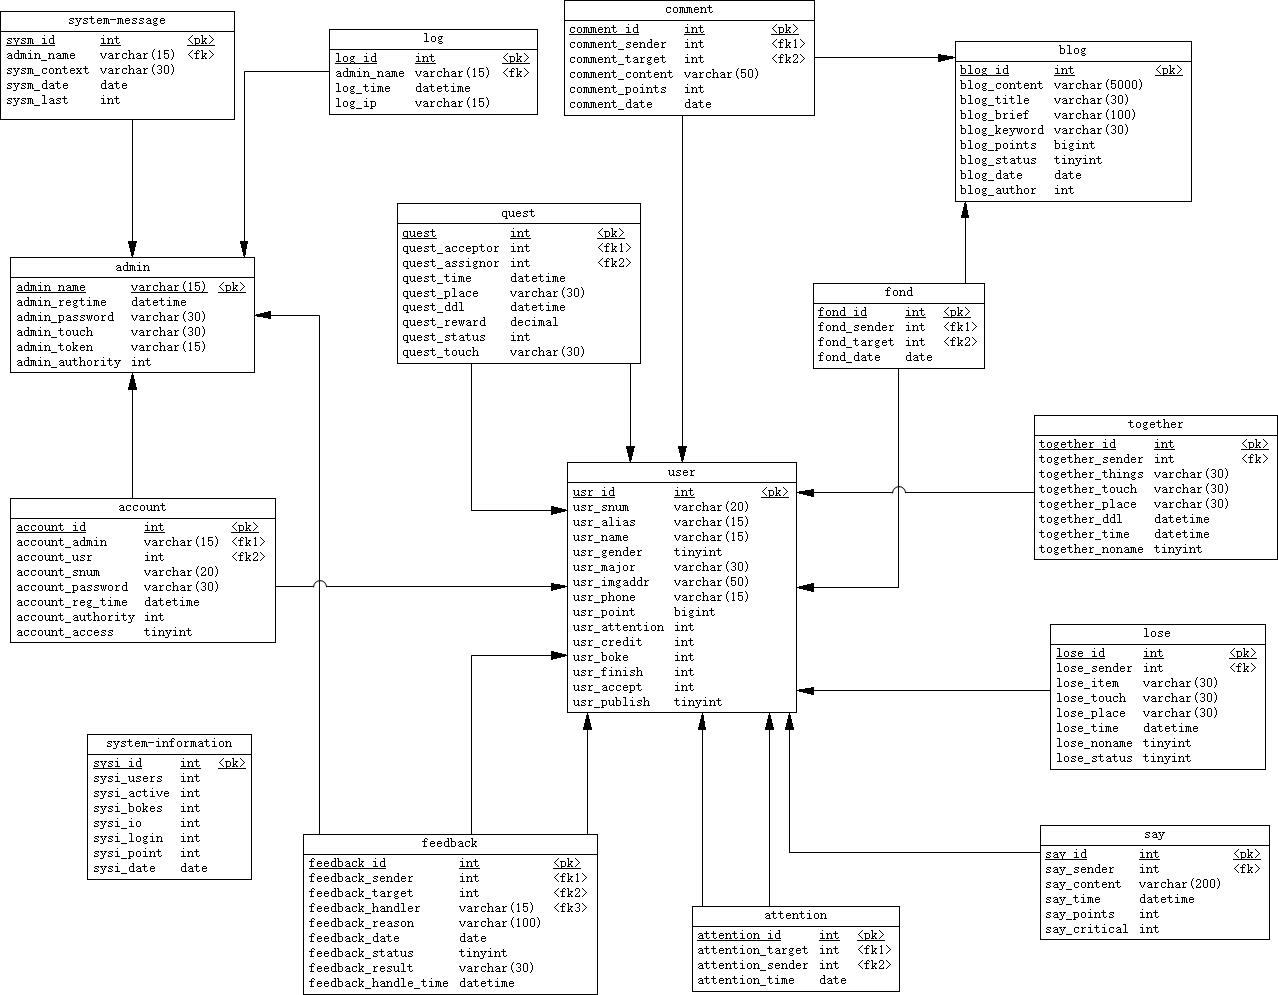 system-message
sysm_id int <pk>
admin_name varchar(15) <fk>
sysm_context varchar(30)
sysm_date date
sysm_last int
log
log_id int <pk>
admin_name varchar(15) <fk>
log_time datetime
log_ip varchar(15)
comment
comment_id int <pk>
comment_sender int <fk1>
comment_target int <fk2>
comment_content varchar(50)
comment_points int
comment_date date
blog
blog_id int <pk>
blog_content varchar(5000)
blog_title varchar(30)
blog_brief varchar(100)
blog_keyword varchar(30)
blog_points bigint
blog_status tinyint
blog_date date
blog_author int
quest
quest int <pk>
quest_acceptor int <fk1>
quest_assignor int <fk2>
quest_time datetime
quest_place varchar(30)
quest_ddl datetime
quest_reward decimal
quest_status int
quest_touch varchar(30)
admin
admin_name varchar(15) <pk>
admin_regtime datetime
admin_password varchar(30)
admin_touch varchar(30)
admin_token varchar(15)
admin_authority int
fond
fond_id int <pk>
fond_sender int <fk1>
fond_target int <fk2>
fond_date date
together
together_id int <pk>
together_sender int <fk>
together_things varchar(30)
together_touch varchar(30)
together_place varchar(30)
together_ddl datetime
together_time datetime
together_noname tinyint
user
usr_id int <pk>
usr_snum varchar(20)
usr_alias varchar(15)
usr_name varchar(15)
usr_gender tinyint
usr_major varchar(30)
usr_imgaddr varchar(50)
usr_phone varchar(15)
usr_point bigint
usr_attention int
usr_credit int
usr_boke int
usr_finish int
usr_accept int
usr_publish tinyint
account
account_id int <pk>
account_admin varchar(15) <fk1>
account_usr int <fk2>
account_snum varchar(20)
account_password varchar(30)
account_reg_time datetime
account_authority int
account_access tinyint
lose
lose_id int <pk>
lose_sender int <fk>
lose_item varchar(30)
lose_touch varchar(30)
lose_place varchar(30)
lose_time datetime
lose_noname tinyint
lose_status tinyint
system-information
sysi_id int <pk>
sysi_users int
sysi_active int
sysi_bokes int
sysi_io int
sysi_login int
sysi_point int
sysi_date date
feedback
feedback_id int <pk>
feedback_sender int <fk1>
feedback_target int <fk2>
feedback_handler varchar(15) <fk3>
feedback_reason varchar(100)
feedback_date date
feedback_status tinyint
feedback_result varchar(30)
feedback_handle_time datetime
say
say_id int <pk>
say_sender int <fk>
say_content varchar(200)
say_time datetime
say_points int
say_critical int
attention
attention_id int <pk>
attention_target int <fk1>
attention_sender int <fk2>
attention_time date